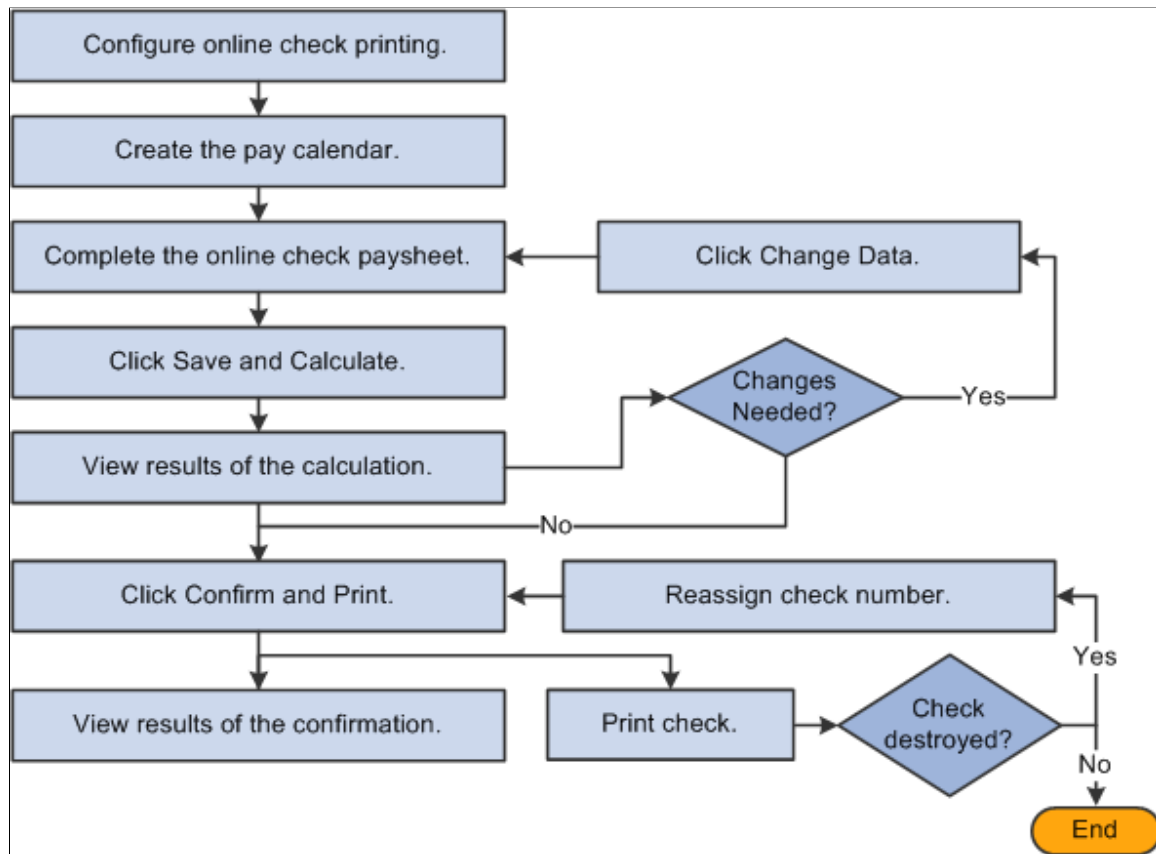 Configure online check printing.
Create the pay calendar.
Complete the online check paysheet.
Click Change Data.
Click Save and Calculate.
Changes
Needed?
Yes
View results of the calculation.
No
Click Confirm and Print.
Reassign check number.
Yes
View results of the confirmation.
Print check.
Check
destroyed?
No
End